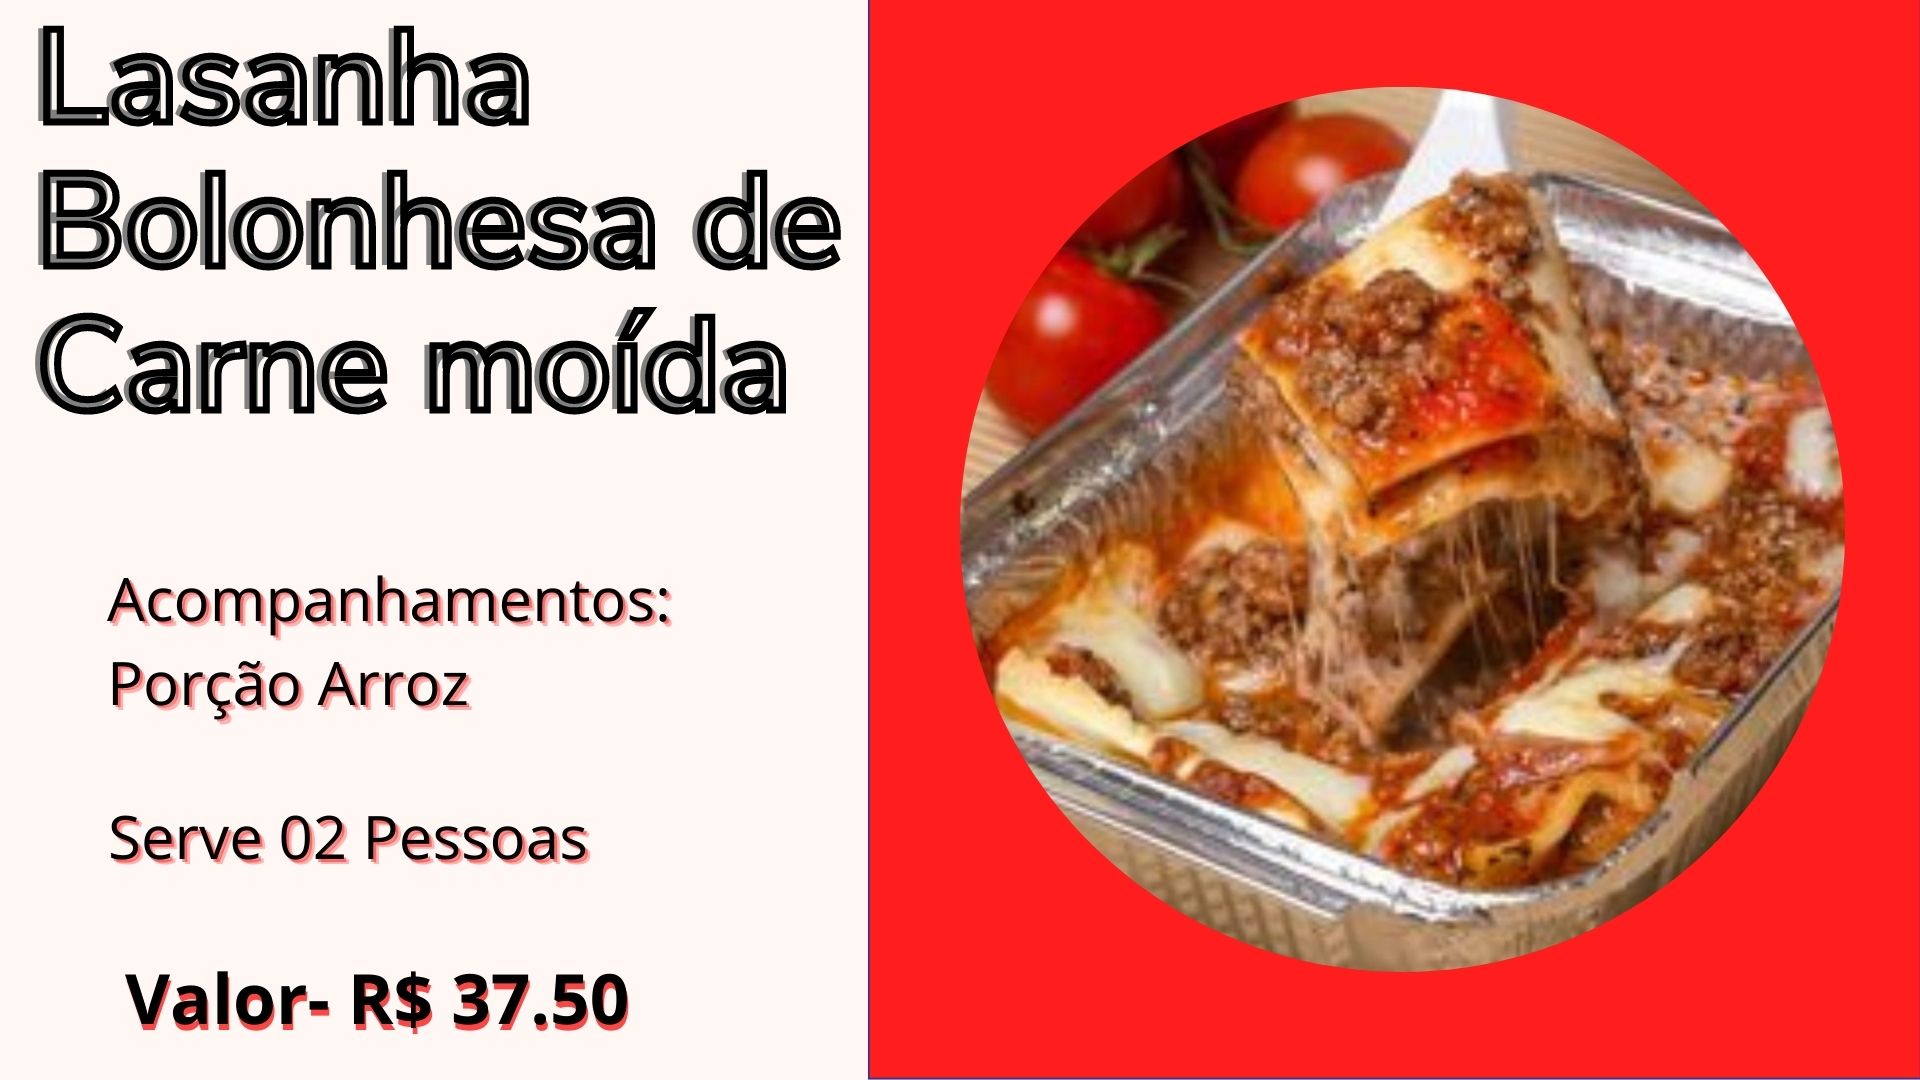 Lasanha
Bolonhesa de
Carne moída
Acompanhamentos:
Porção Arroz
Serve 02 Pessoas
Valor- R$ 37.50